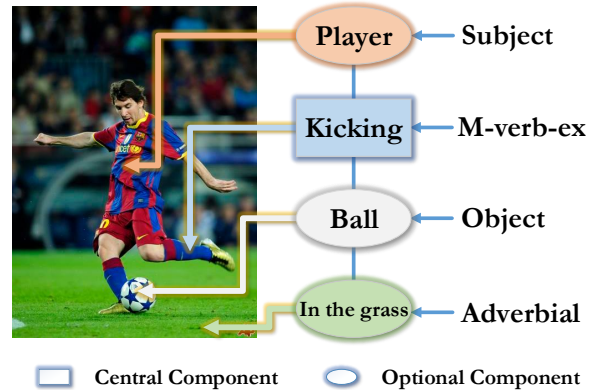 Player
Subject
Kicking
M-verb-ex
Ball
Object
In the grass
Adverbial
Central Component
Optional Component